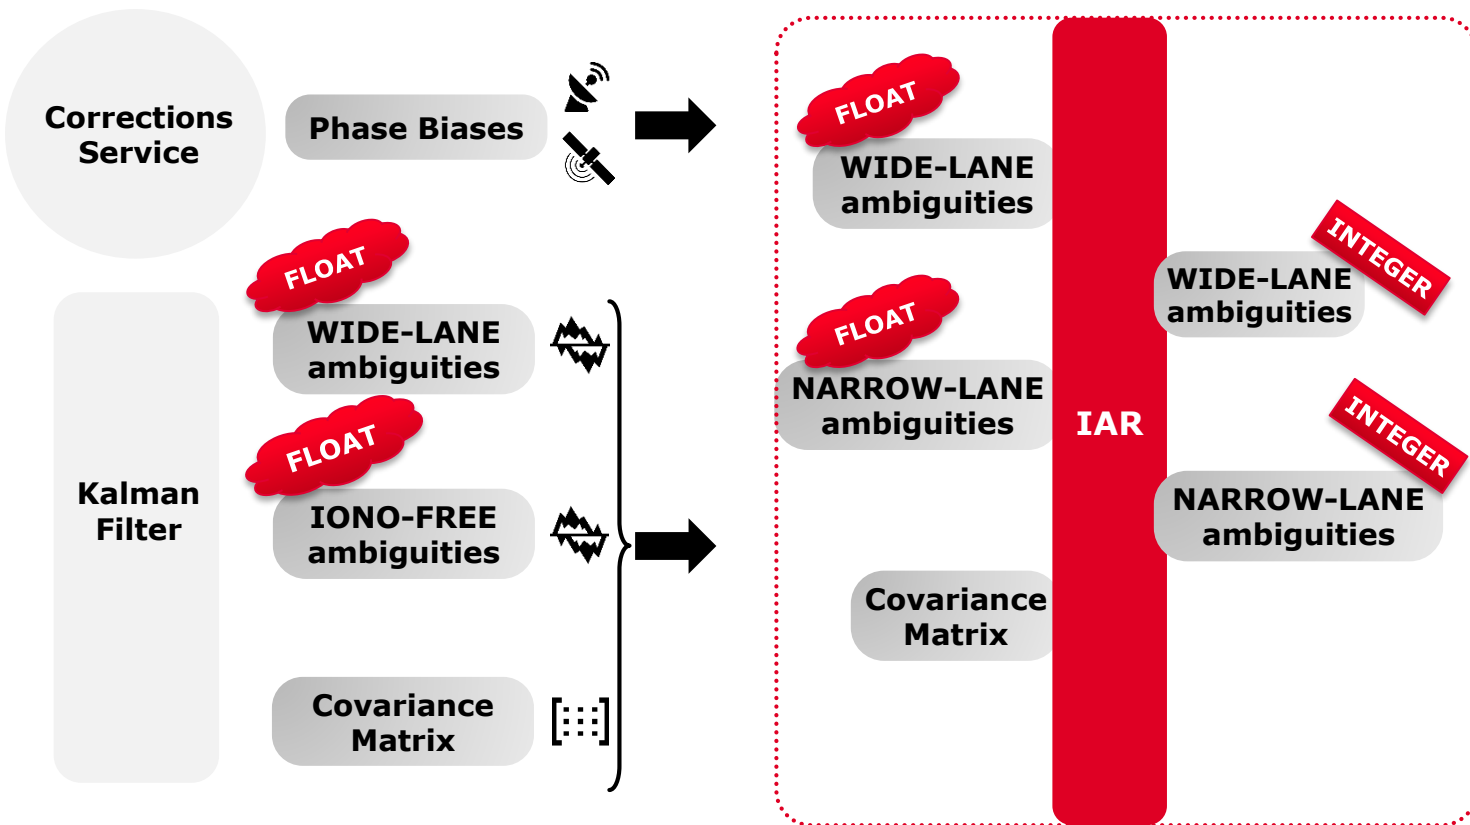 Corrections
Service
Phase Biases
FLOAT
WIDE-LANE
ambiguities
Kalman
Filter
FLOAT
IONO-FREE
ambiguities
Covariance
Matrix
FLOAT
WIDE-LANE
ambiguities
FLOAT
NARROW-LANE
ambiguities
Covariance
Matrix
IAR
INTEGER
WIDE-LANE
ambiguities
INTEGER
NARROW-LANE
ambiguities